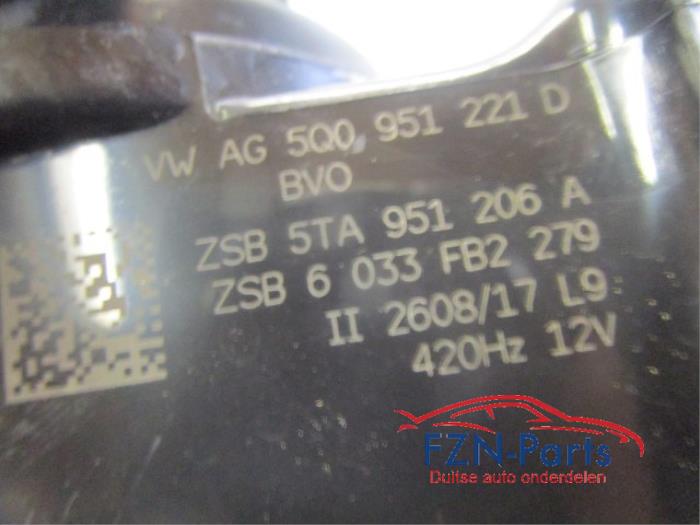 VW AG 5Q0 951 221 D
BVO
ZSB 5TA 951 206 A
ZSB 6 033 FB2 279
II 2608/17 L9
420Hz 12V
FZN-Parts
Duitse auto onderdelen